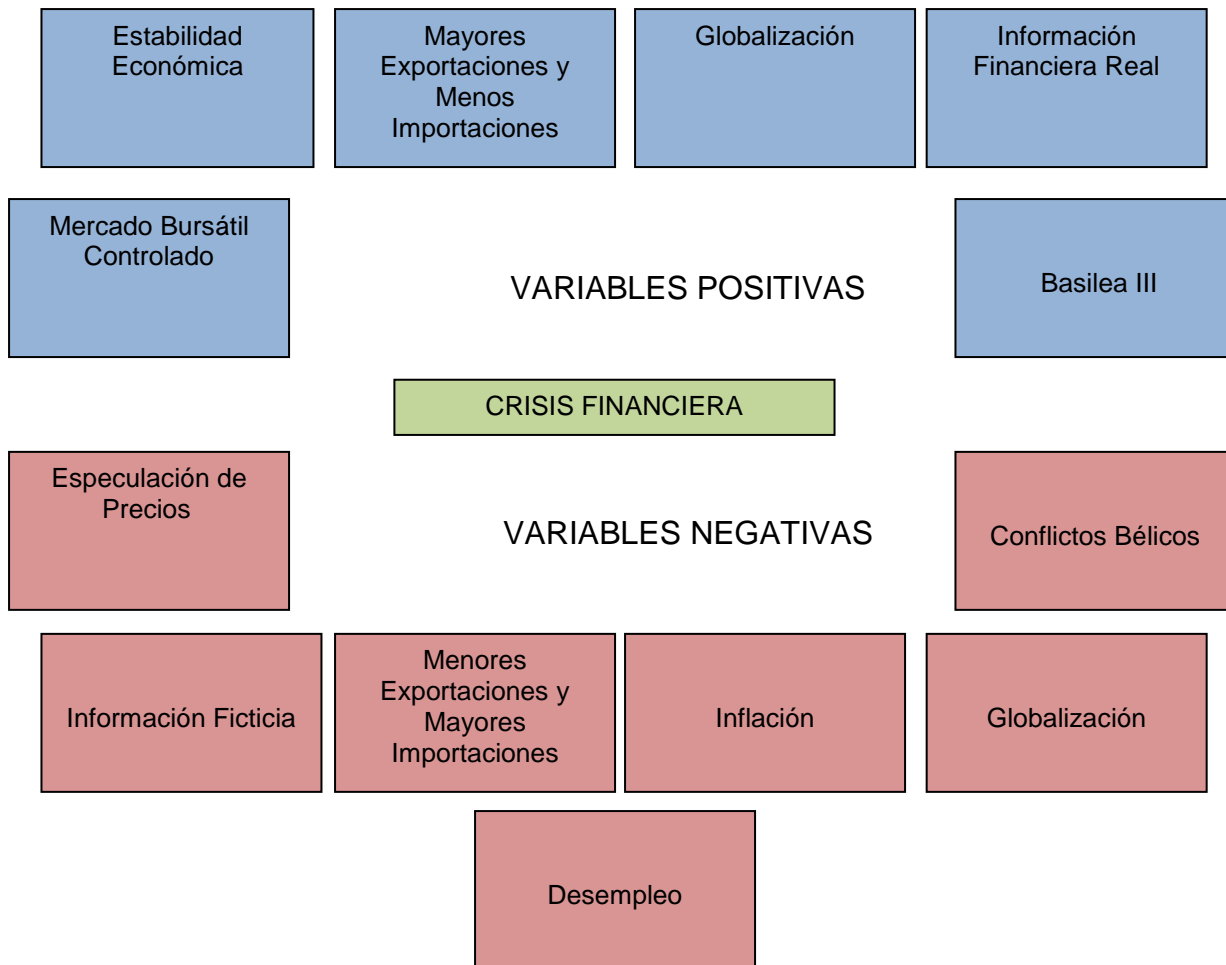 Estabilidad
Económica
Mayores
Exportaciones y
Menos
Importaciones
Globalización
Información
Financiera Real
Mercado Bursátil
Controlado
VARIABLES POSITIVAS
Basilea III
CRISIS FINANCIERA
Especulación de
Precios
VARIABLES NEGATIVAS
Conflictos Bélicos
Información Ficticia
Menores
Exportaciones y
Mayores
Importaciones
Inflación
Globalización
Desempleo